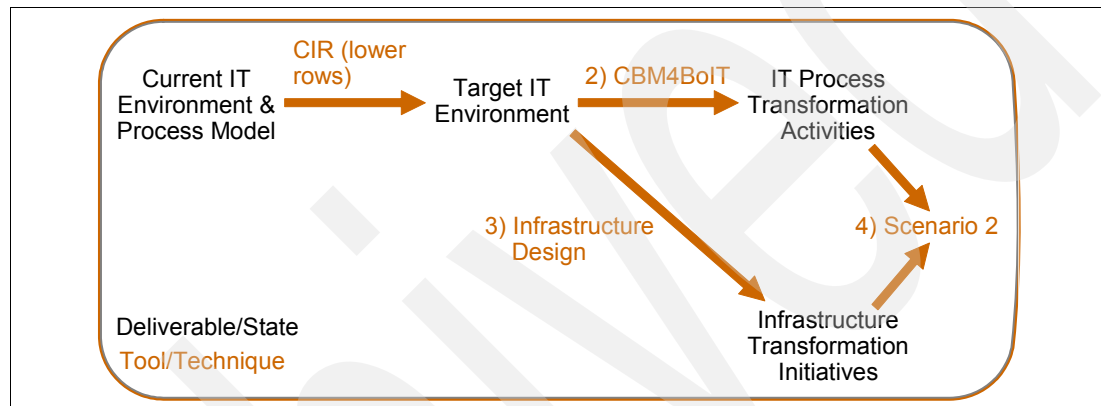 CIR (lower
rows)
Current IT
Environment &
Process Model
Target IT
Environment
2) CBM4BoIT
IT Process
Transformation
Activities
3) Infrastructure
Design
4) Scenario 2
Infrastructure
Transformation
Initiatives
Deliverable/State
Tool/Technique